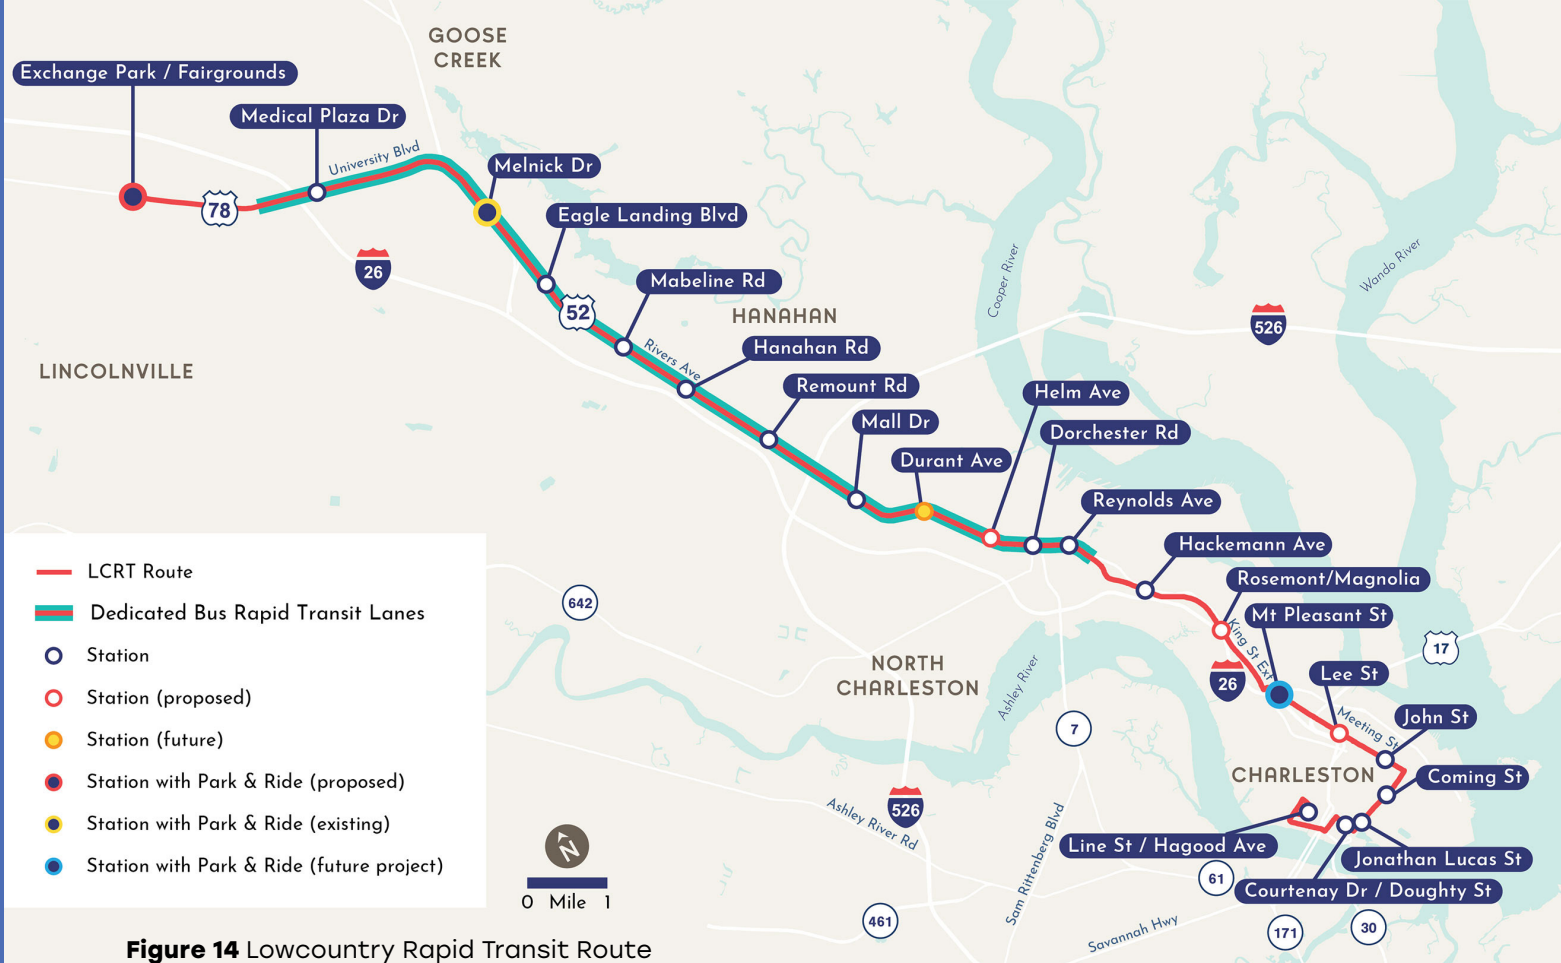 GOOSE
CREEK
Exchange Park / Fairgrounds
Medical Plaza Dr
University Blvd
Melnick Dr
78
Eagle Landing Blvd
26
Mabeline Rd
52
HANAHAN
Cooper River
Wando River
526
Rivers Ave
Hanahan Rd
LINCOLNVILLE
Remount Rd
Helm Ave
Mall Dr
Dorchester Rd
Durant Ave
Reynolds Ave
Hackemann Ave
Rosemont/Magnolia
Mt Pleasant St
King St Ext
17
26
Lee St
Meeting St
John St
CHARLESTON
Coming St
Line St / Hagood Ave
Jonathan Lucas St
61
Courtenay Dr / Doughty St
171
30
642
NORTH
CHARLESTON
Ashley River
7
526
Ashley River Rd
Sam Rittenberg Blvd
461
Savannah Hwy
LCRT Route
Dedicated Bus Rapid Transit Lanes
Station
Station (proposed)
Station (future)
Station with Park & Ride (proposed)
Station with Park & Ride (existing)
Station with Park & Ride (future project)
N
0 Mile 1
Figure 14 Lowcountry Rapid Transit Route